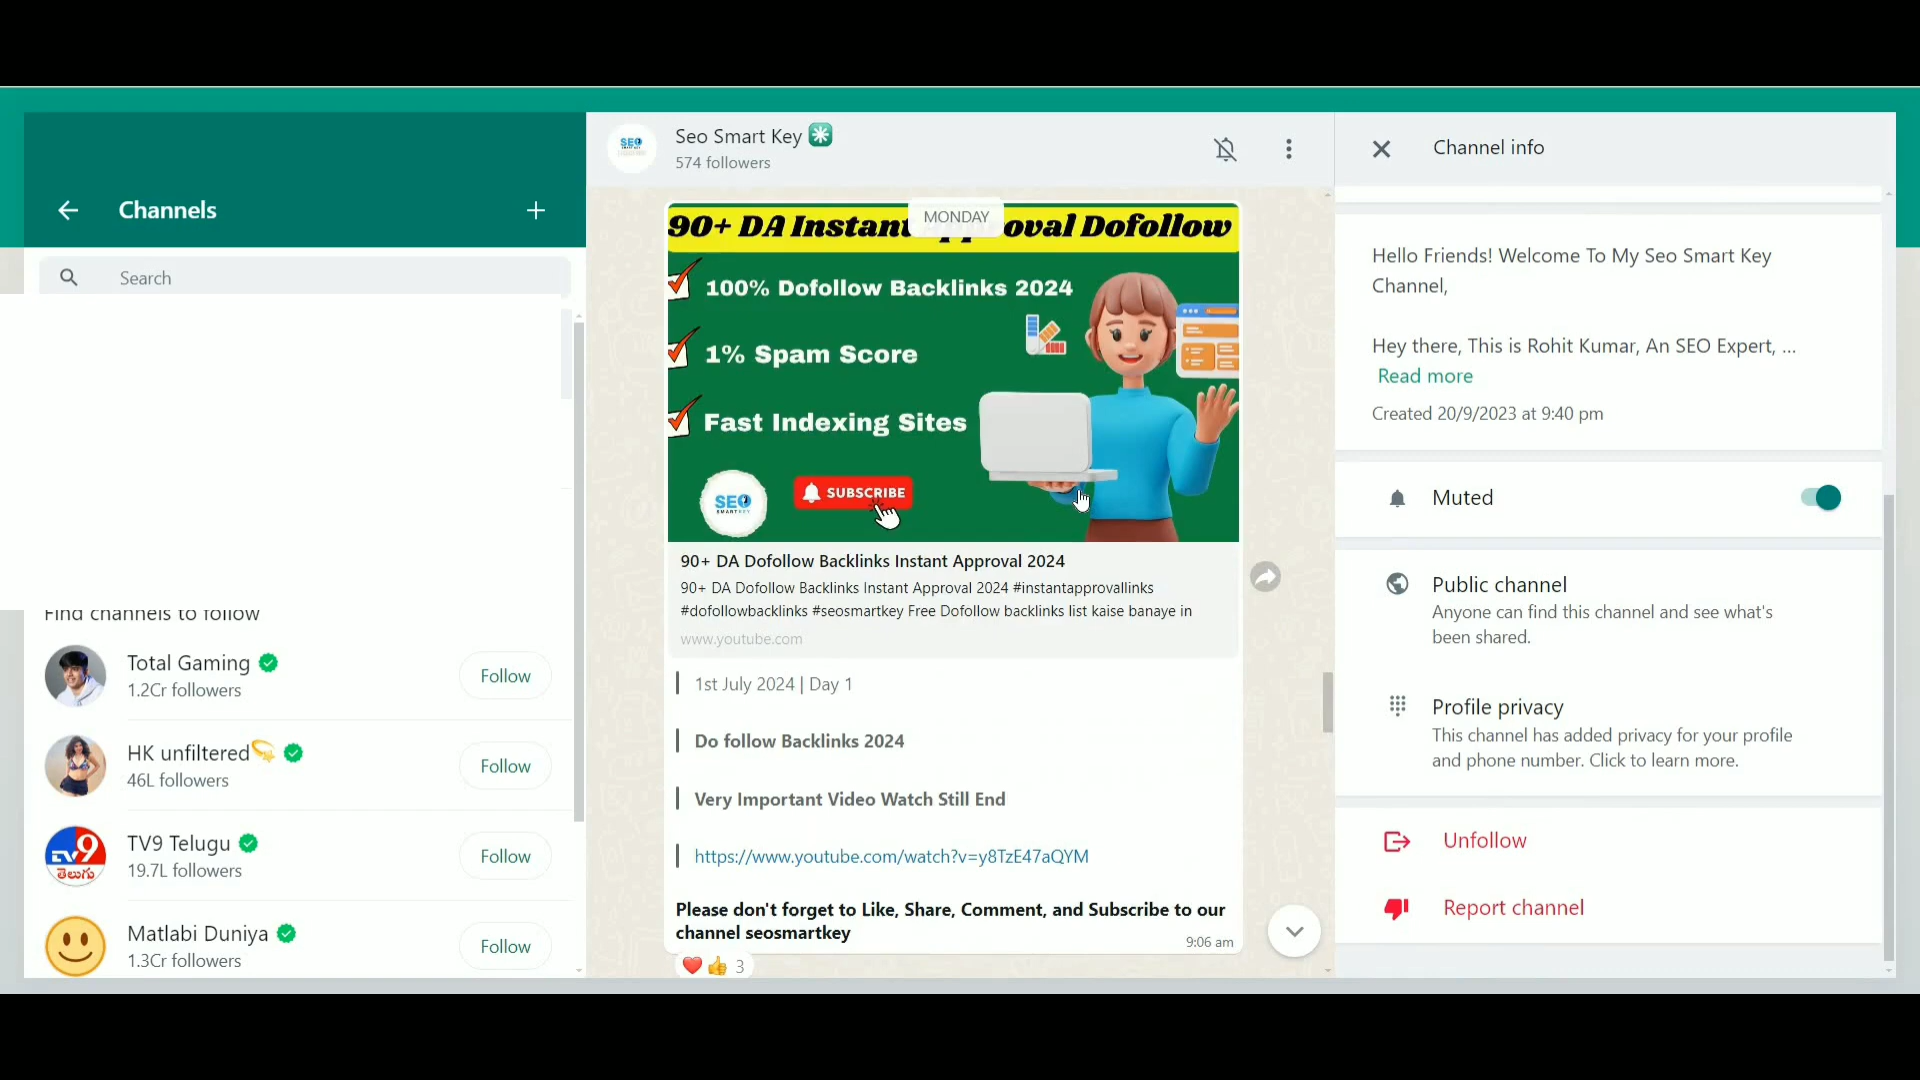 Channels
Search
Find channels to follow
Total Gaming
1.2Cr followers
Follow
HK unfiltered
46L followers
Follow
TV9 Telugu
19.7L followers
Follow
TV9
తెలుగు
Matlabi Duniya
1.3Cr followers
Follow
SEO
Seo Smart Key
574 followers
MONDAY
90+ DA Instant Approval Dofollow
100% Dofollow Backlinks 2024
1% Spam Score
Fast Indexing Sites
SEO
SMART KEY
SUBSCRIBE
90+ DA Dofollow Backlinks Instant Approval 2024
90+ DA Dofollow Backlinks Instant Approval 2024 #instantapprovallinks
#dofollowbacklinks #seosmartkey Free Dofollow backlinks list kaise banaye in
www.youtube.com
1st July 2024 | Day 1
Do follow Backlinks 2024
Very Important Video Watch Still End
https://www.youtube.com/watch?v=y8TzE47aQYM
Please don't forget to Like, Share, Comment, and Subscribe to our
channel seosmartkey
9:06 am
3
Channel info
Hello Friends! Welcome To My Seo Smart Key
Channel,
Hey there, This is Rohit Kumar, An SEO Expert, ...
Read more
Created 20/9/2023 at 9:40 pm
Muted
Public channel
Anyone can find this channel and see what's
been shared.
Profile privacy
This channel has added privacy for your profile
and phone number. Click to learn more.
Unfollow
Report channel